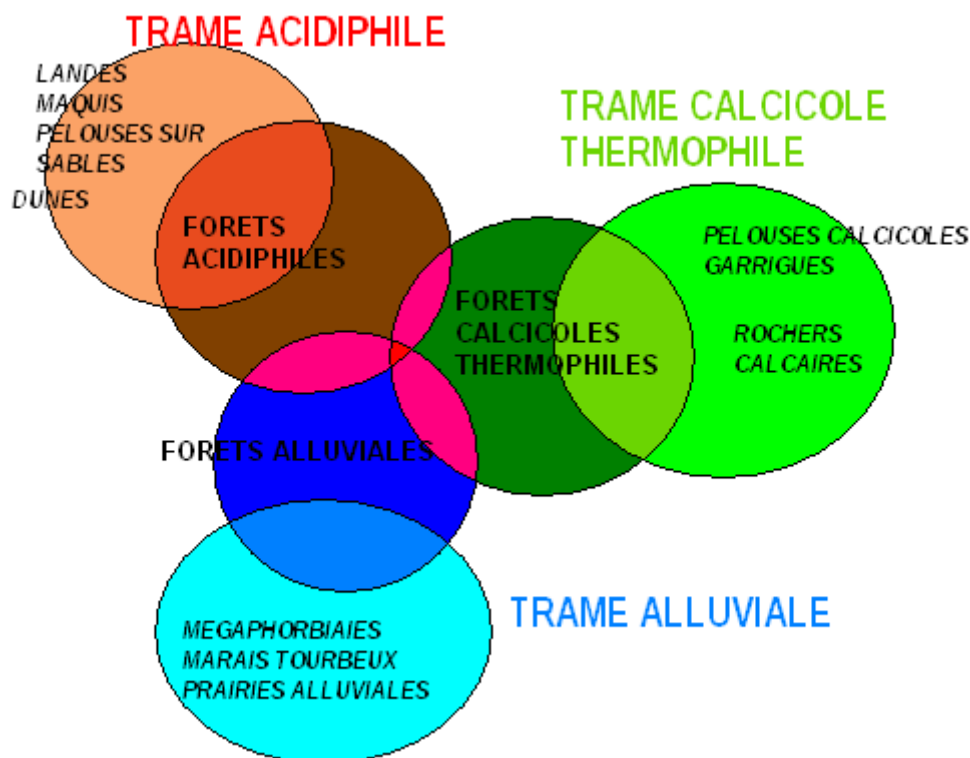 TRAME ACIDIPHILE
LANDES
MAQUIS
PELOUSES SUR
SABLES
DUNES
FORETS
ACIDIPHILES
TRAME CALCICOLE
THERMOPHILE
PELOUSES CALCICOLES
GARRIGUES
ROCHERS
CALCAIRES
FORETS
CALCICOLES
THERMOPHILES
FORETS ALLUVIALES
TRAME ALLUVIALE
MEGAPHORBIAIES
MARAIS TOURBEUX
PRAIRIES ALLUVIALES